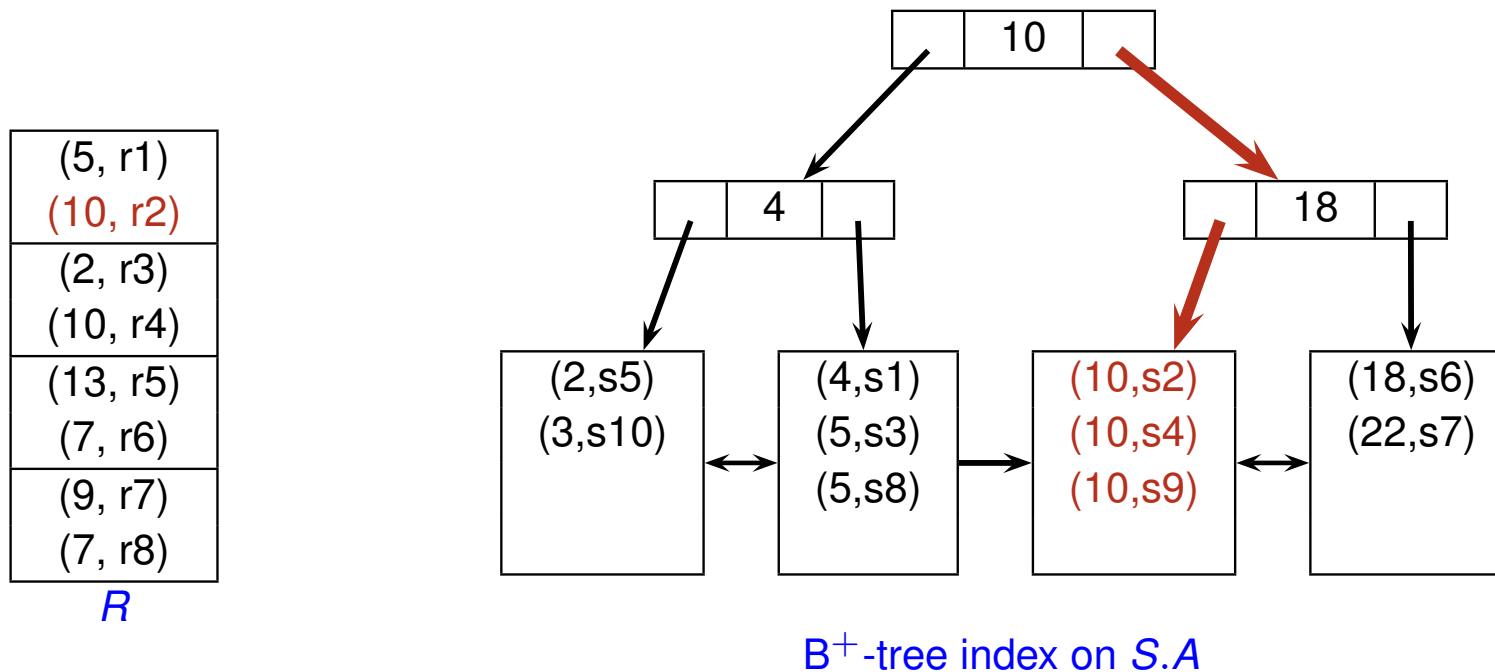 10
4
18
(5, r1)
(10, r2)
(2, r3)
(10, r4)
(13, r5)
(7, r6)
(9, r7)
(7, r8)
R
(2,s5)
(3,s10)
(4,s1)
(5,s3)
(5,s8)
(10,s2)
(10,s4)
(10,s9)
(18,s6)
(22,s7)
B+-tree index on S.A